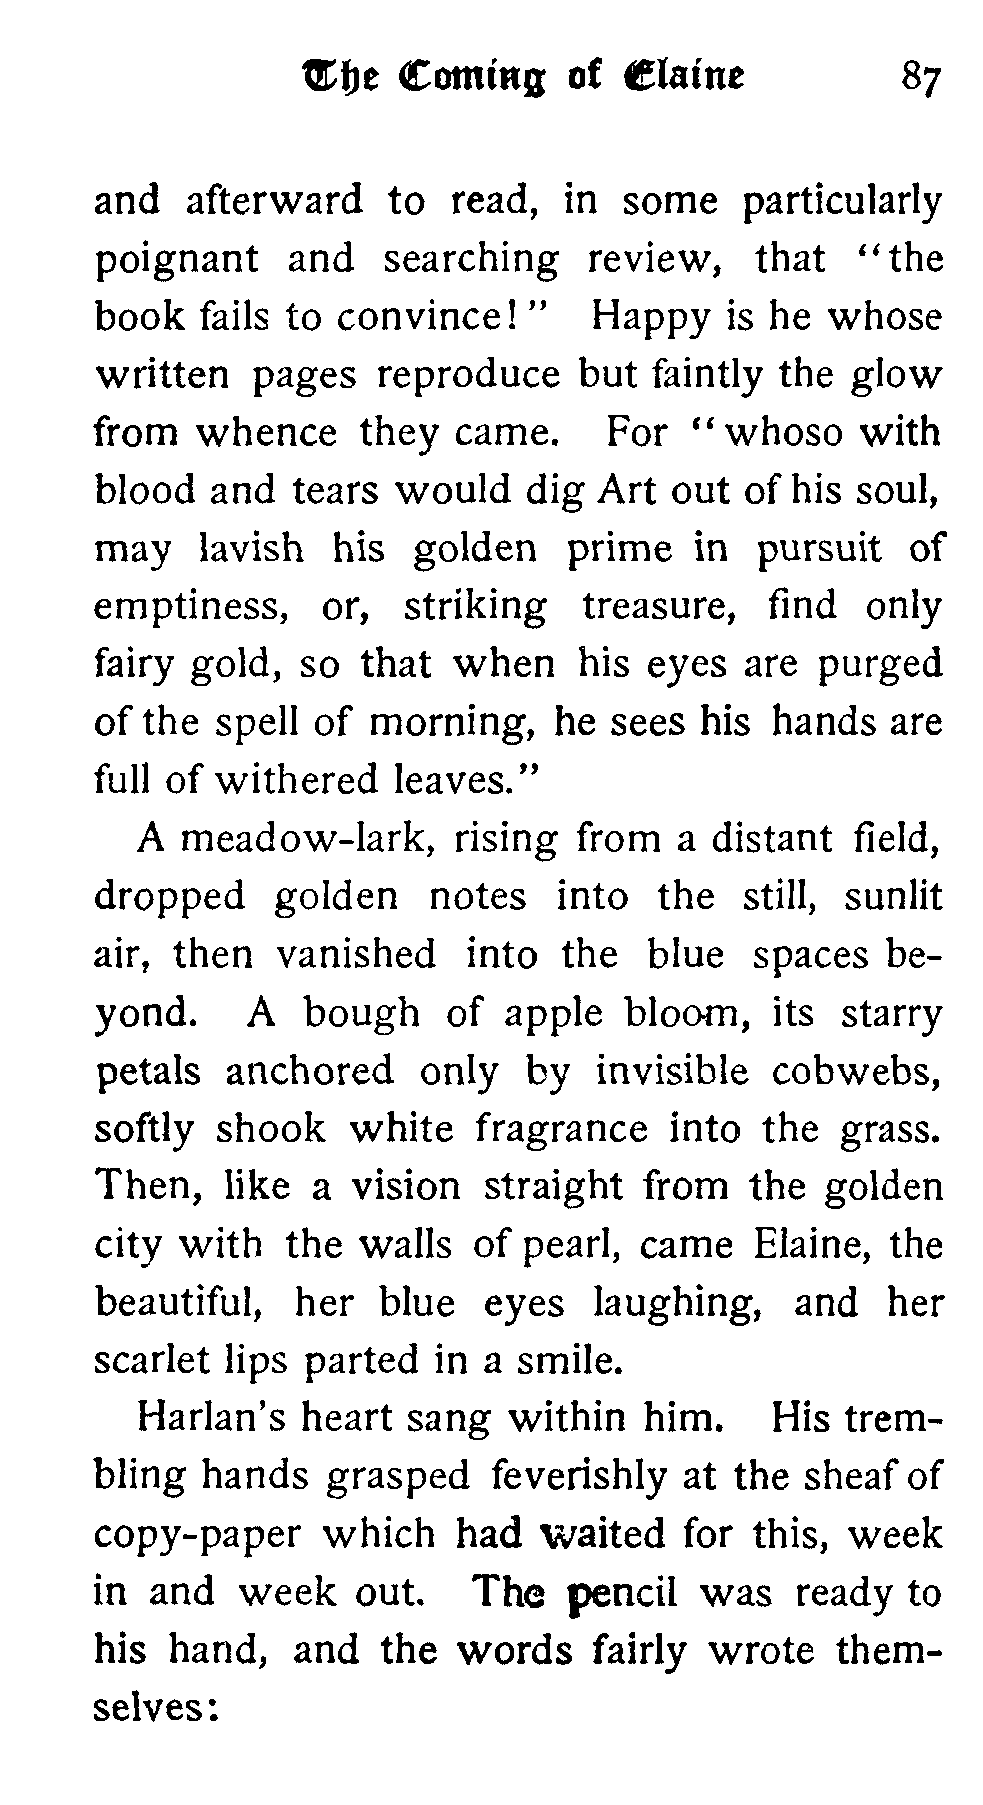 The Coming of Elaine 87
and afterward to read, in some particularly
poignant and searching review, that "the
book fails to convince!" Happy is he whose
written pages reproduce but faintly the glow
from whence they came. For "whoso with
blood and tears would dig Art out of his soul,
may lavish his golden prime in pursuit of
emptiness, or, striking treasure, find only
fairy gold, so that when his eyes are purged
of the spell of morning, he sees his hands are
full of withered leaves."
A meadow-lark, rising from a distant field,
dropped golden notes into the still, sunlit
air, then vanished into the blue spaces be-
yond. A bough of apple bloom, its starry
petals anchored only by invisible cobwebs,
softly shook white fragrance into the grass.
Then, like a vision straight from the golden
city with the walls of pearl, came Elaine, the
beautiful, her blue eyes laughing, and her
scarlet lips parted in a smile.
Harlan's heart sang within him. His trem-
bling hands grasped feverishly at the sheaf of
copy-paper which had waited for this, week
in and week out. The pencil was ready to
his hand, and the words fairly wrote them-
selves: